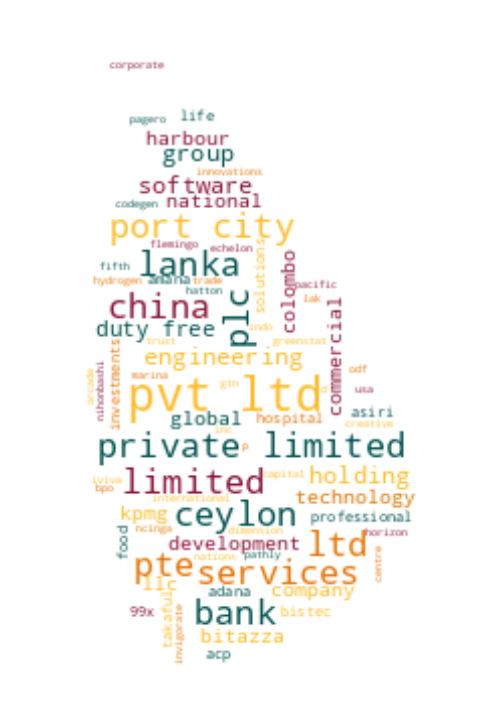 corporate
pagero life
harbour
group
innovations
software
codegen national
port city
flemingo echelon
lanka
fifth
solutions
colombo
hydrogen amana trade
pacific
hatton
china
plc
lak
commercial
duty free
indo
trust
greenstat
engineering
investments
arcade
nihonbashi
marina
gtn
odf
pvt ltd
usa
global hospital
asiri
creative
inc
private limited
p
limited
capital
holding
iviva
bpo
international
technology
kpmg ceylon professional
ncinga
dimension
horizon
food
development ltd
nations pathly
centre
pte services
llc
adana company
99x
takaful
bank bistec
invigorate
bitazza
acp